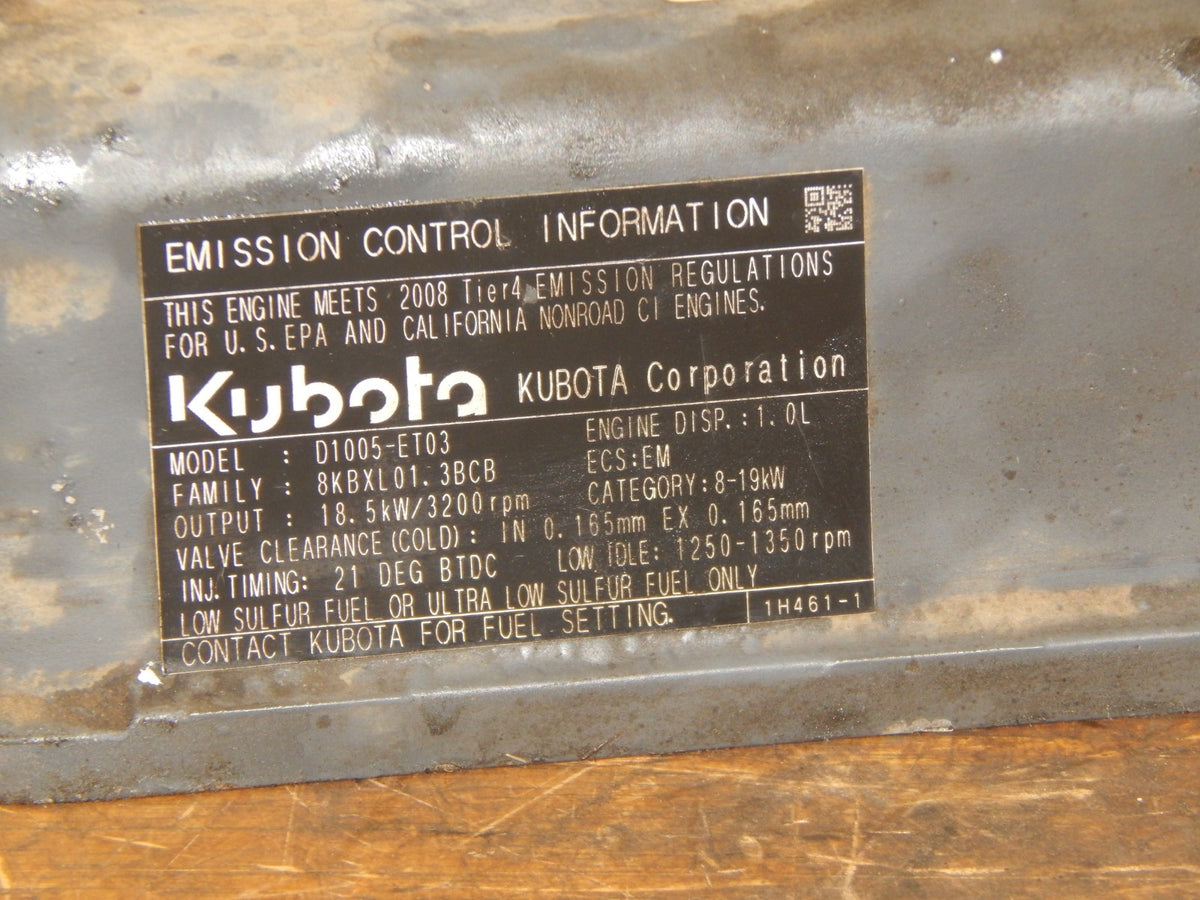 EMISSION CONTROL INFORMATION
THIS ENGINE MEETS 2008 Tier4 EMISSION REGULATIONS
FOR U.S.EPA AND CALIFORNIA NONROAD CI ENGINES.
Kubota KUBOTA Corporation
MODEL : D1005-ET03 ENGINE DISP.:1.0L
FAMILY : 8KBXL01.3BCB ECS:EM
OUTPUT : 18.5kW/3200rpm CATEGORY:8-19kW
VALVE CLEARANCE(COLD): IN 0.165mm EX 0.165mm
INJ.TIMING: 21 DEG BTDC LOW IDLE: 1250-1350rpm
LOW SULFUR FUEL OR ULTRA LOW SULFUR FUEL ONLY
CONTACT KUBOTA FOR FUEL SETTING. 1H461-1